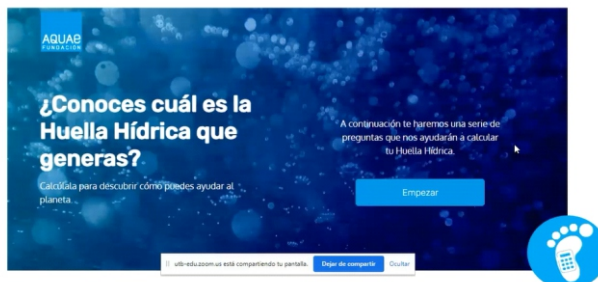 AQUAE
FUNDACIÓN
¿Conoces cuál es la
Huella Hídrica que
generas?
Calcúlala para descubrir cómo puedes ayudar al
planeta
A continuación te haremos una serie de
preguntas que nos ayudarán a calcular
tu Huella Hídrica.
Empezar
utb-edu.zoom.us está compartiendo tu pantalla.
Dejar de compartir
Ocultar